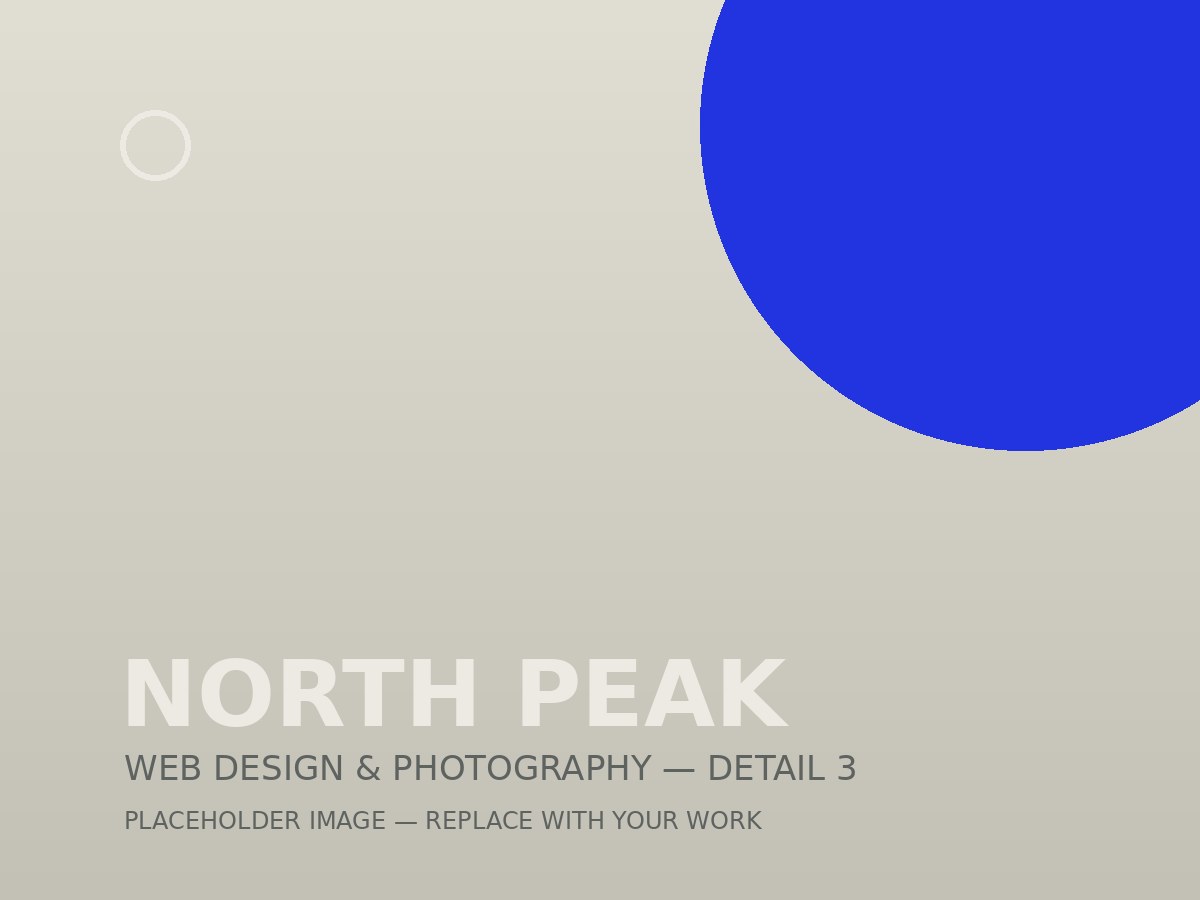 NORTH PEAK
WEB DESIGN & PHOTOGRAPHY — DETAIL 3
PLACEHOLDER IMAGE — REPLACE WITH YOUR WORK